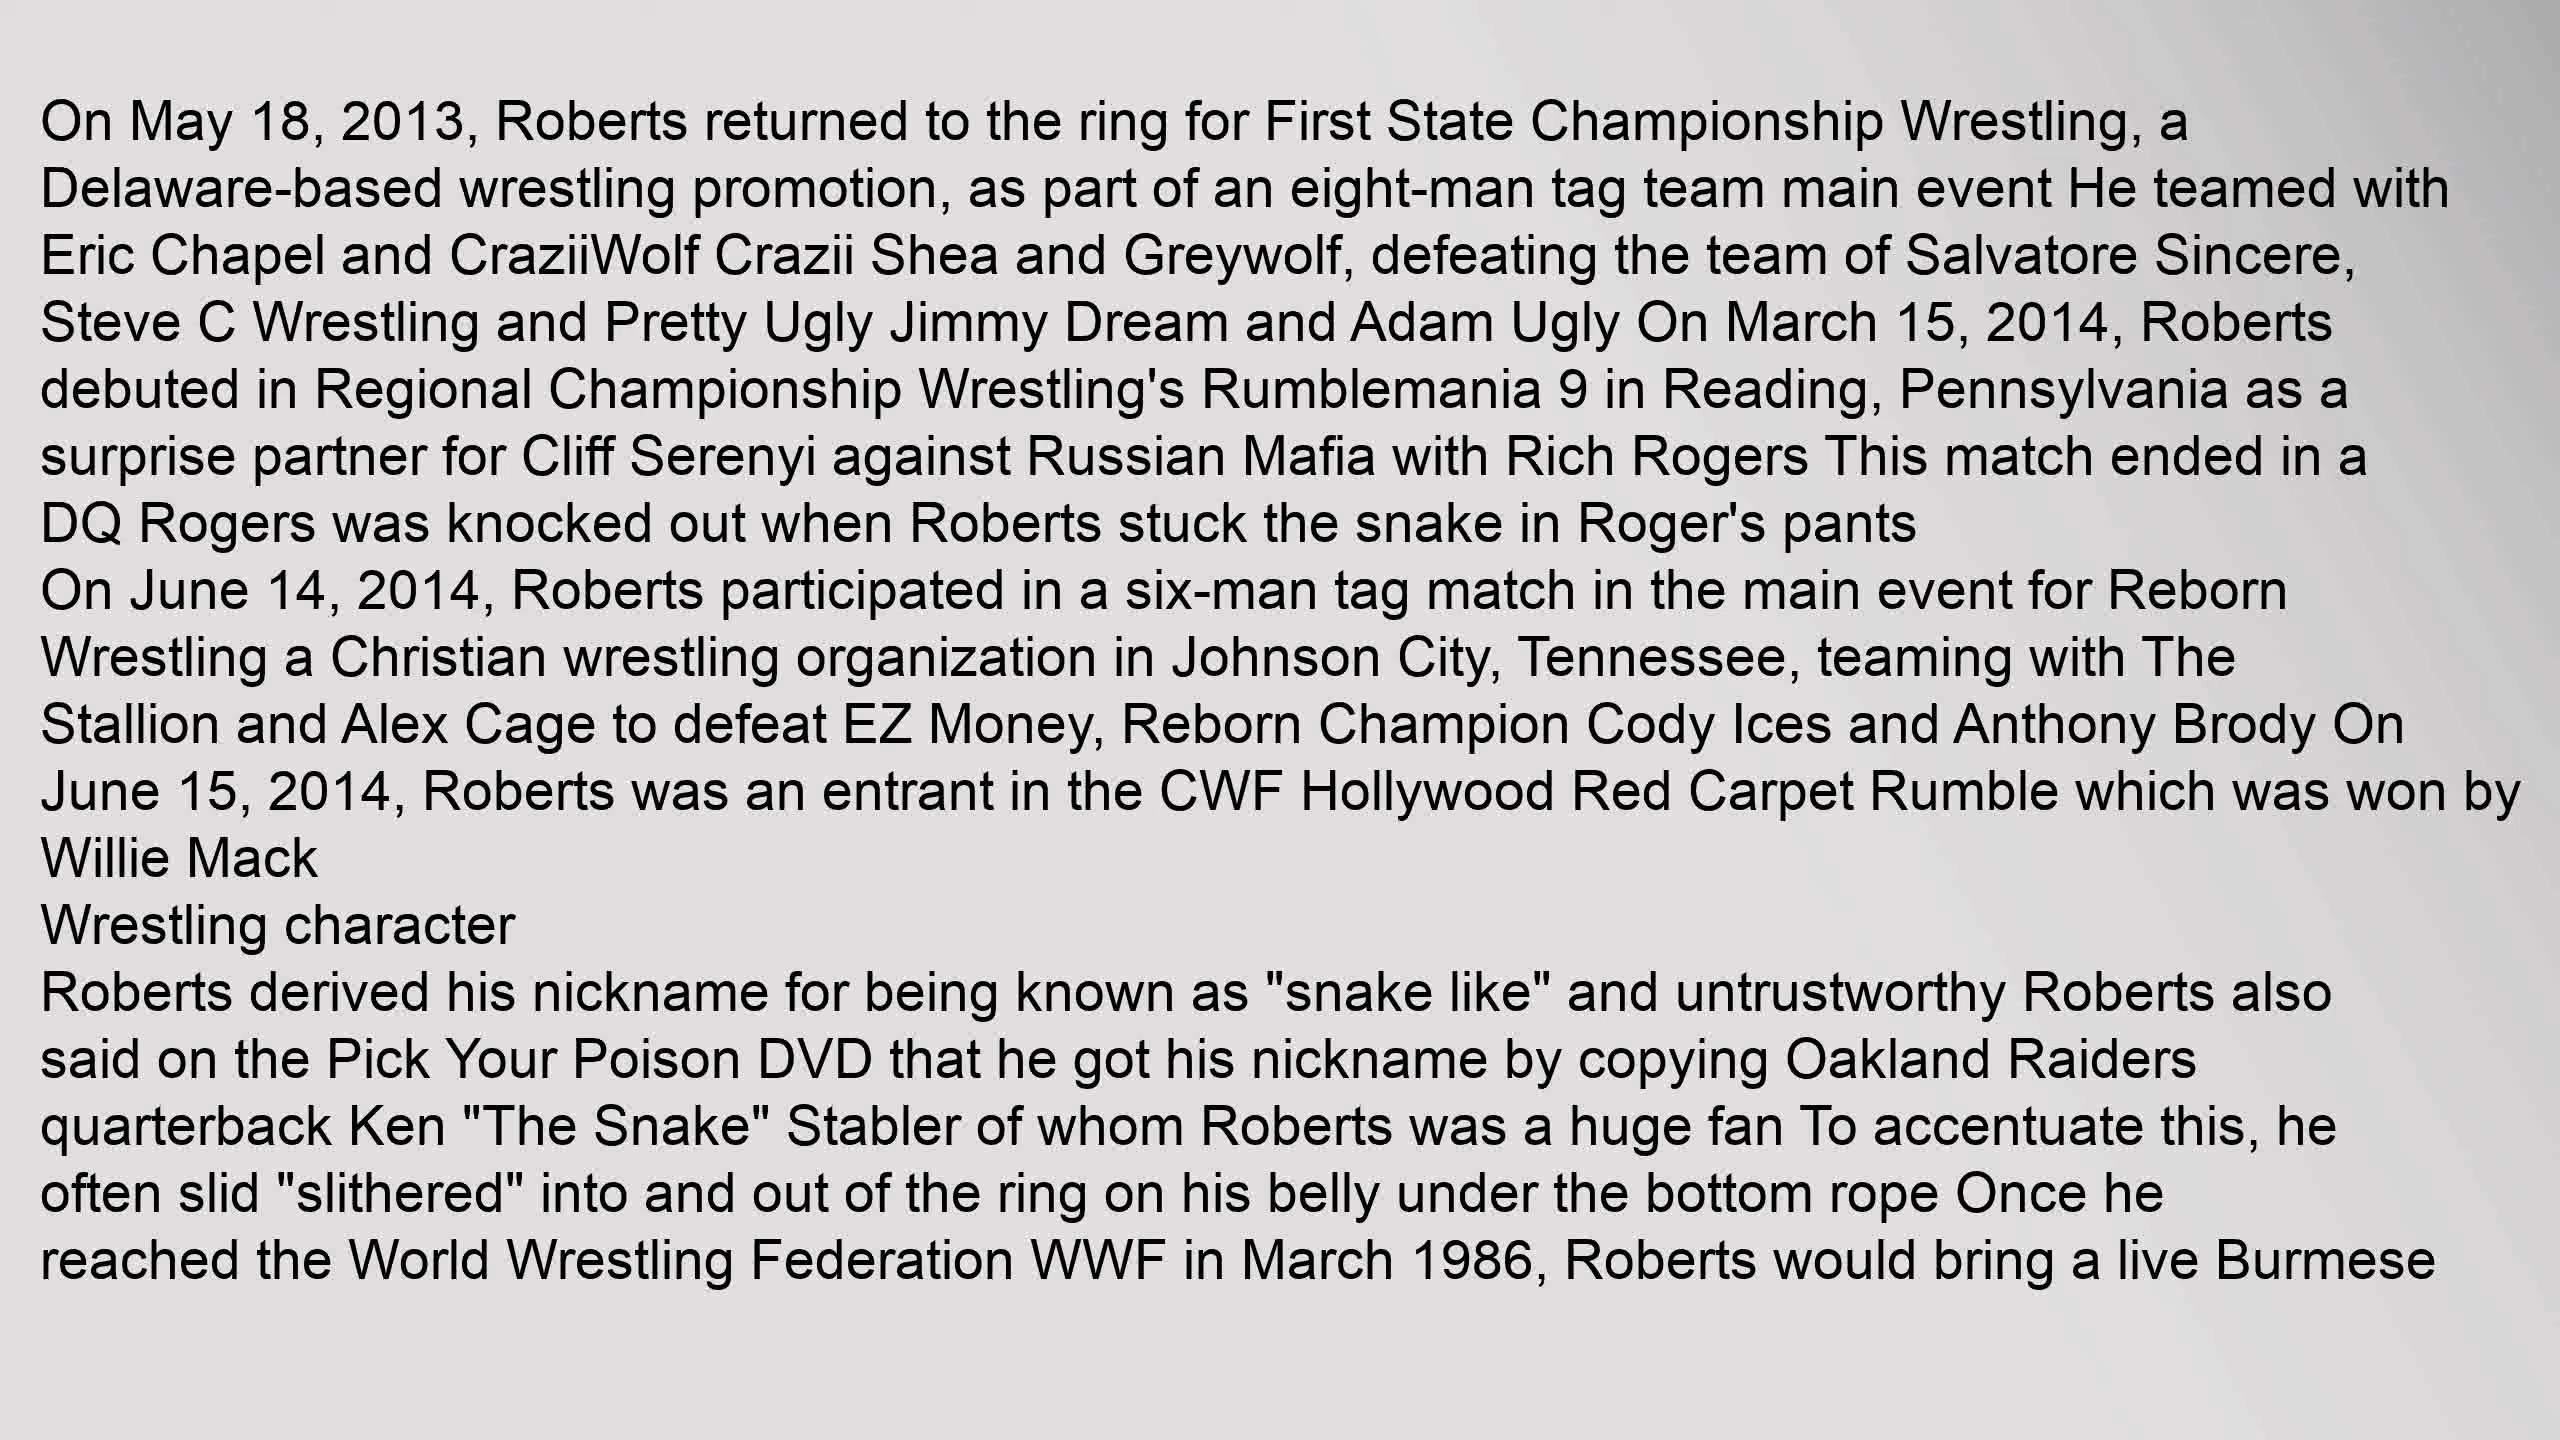 On May 18, 2013, Roberts returned to the ring for First State Championship Wrestling, a
Delaware-based wrestling promotion, as part of an eight-man tag team main event He teamed with
Eric Chapel and CraziiWolf Crazii Shea and Greywolf, defeating the team of Salvatore Sincere,
Steve C Wrestling and Pretty Ugly Jimmy Dream and Adam Ugly On March 15, 2014, Roberts
debuted in Regional Championship Wrestling's Rumblemania 9 in Reading, Pennsylvania as a
surprise partner for Cliff Serenyi against Russian Mafia with Rich Rogers This match ended in a
DQ Rogers was knocked out when Roberts stuck the snake in Roger's pants
On June 14, 2014, Roberts participated in a six-man tag match in the main event for Reborn
Wrestling a Christian wrestling organization in Johnson City, Tennessee, teaming with The
Stallion and Alex Cage to defeat EZ Money, Reborn Champion Cody Ices and Anthony Brody On
June 15, 2014, Roberts was an entrant in the CWF Hollywood Red Carpet Rumble which was won by
Willie Mack
Wrestling character
Roberts derived his nickname for being known as "snake like" and untrustworthy Roberts also
said on the Pick Your Poison DVD that he got his nickname by copying Oakland Raiders
quarterback Ken "The Snake" Stabler of whom Roberts was a huge fan To accentuate this, he
often slid "slithered" into and out of the ring on his belly under the bottom rope Once he
reached the World Wrestling Federation WWF in March 1986, Roberts would bring a live Burmese